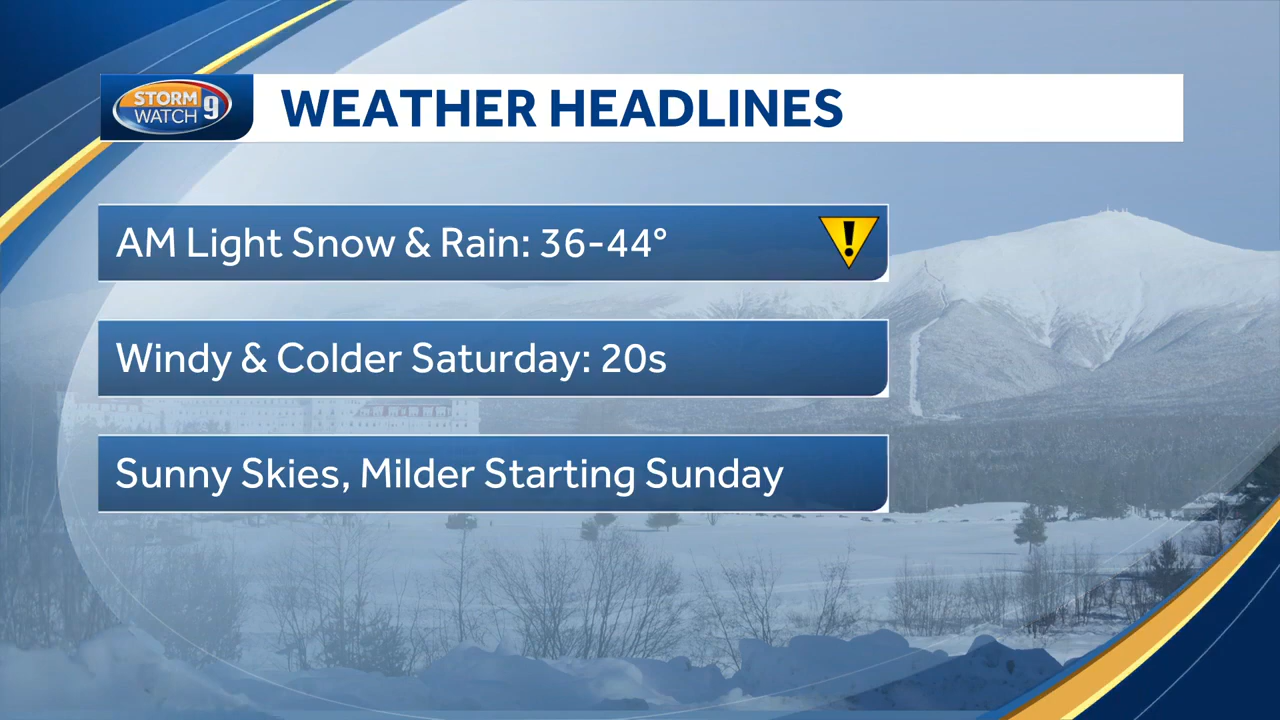 STORM
WATCH 9
WEATHER HEADLINES
AM Light Snow & Rain: 36-44°
!
Windy & Colder Saturday: 20s
Sunny Skies, Milder Starting Sunday